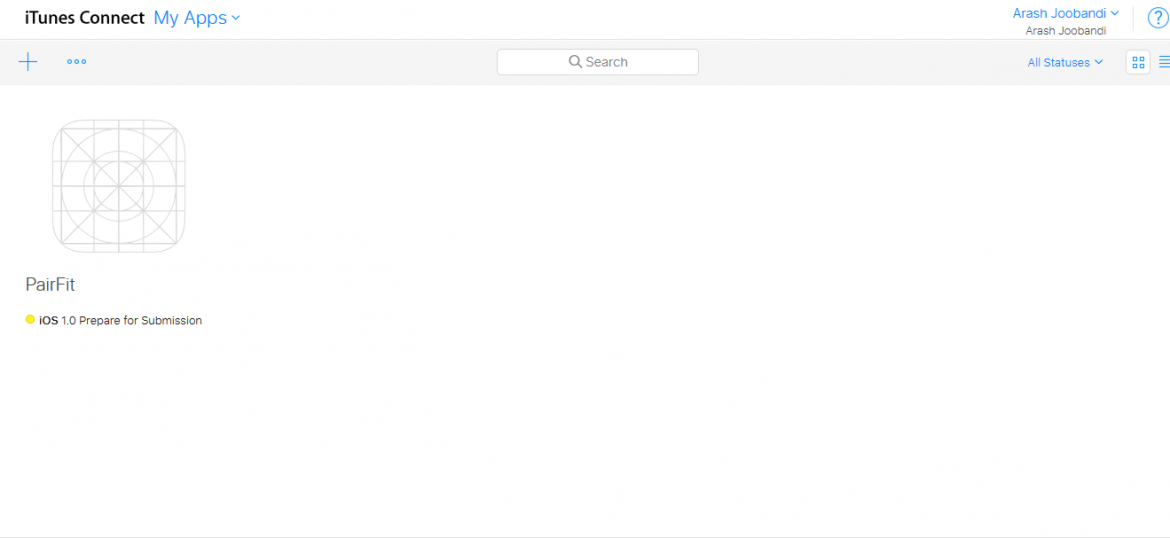 iTunes Connect My Apps
Arash Joobandi
Arash Joobandi
?
Search
All Statuses
PairFit
iOS 1.0 Prepare for Submission